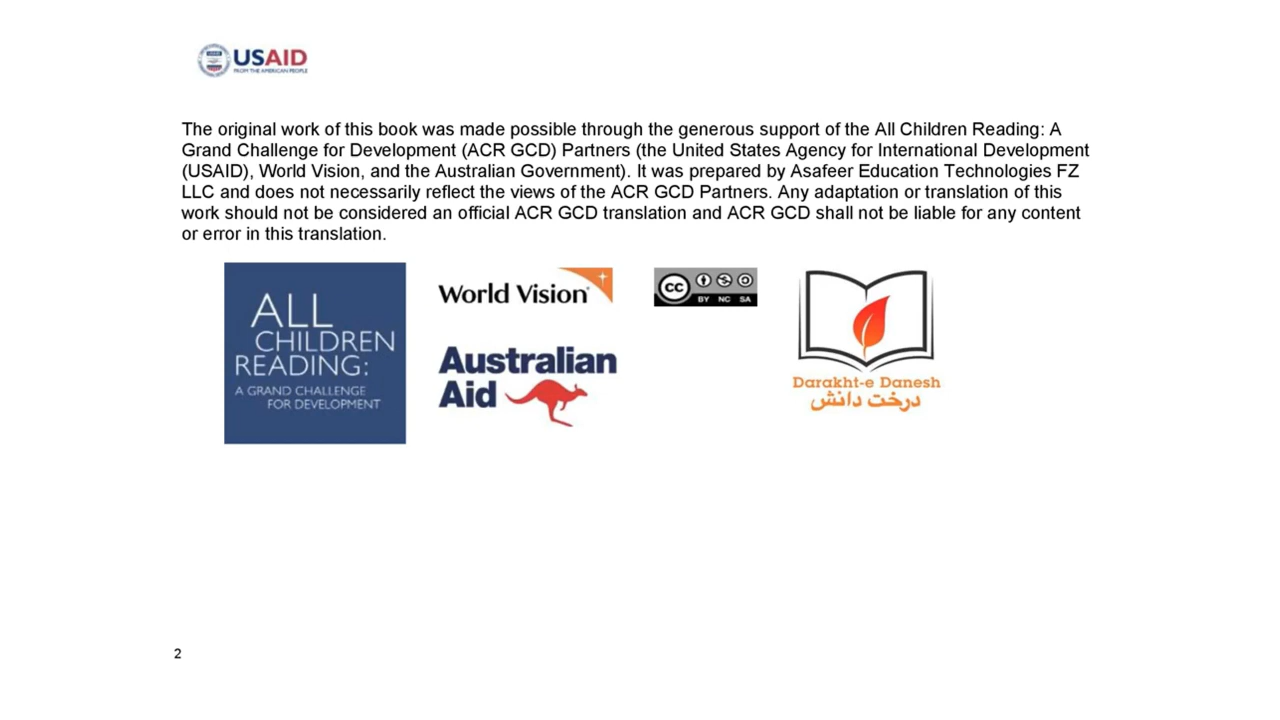 USAID
FROM THE AMERICAN PEOPLE
The original work of this book was made possible through the generous support of the All Children Reading: A
Grand Challenge for Development (ACR GCD) Partners (the United States Agency for International Development
(USAID), World Vision, and the Australian Government). It was prepared by Asafeer Education Technologies FZ
LLC and does not necessarily reflect the views of the ACR GCD Partners. Any adaptation or translation of this
work should not be considered an official ACR GCD translation and ACR GCD shall not be liable for any content
or error in this translation.
ALL
CHILDREN
READING:
A GRAND CHALLENGE
FOR DEVELOPMENT
World Vision
Australian
Aid
cc
BY NC SA
Darakht-e Danesh
درخت دانش
2